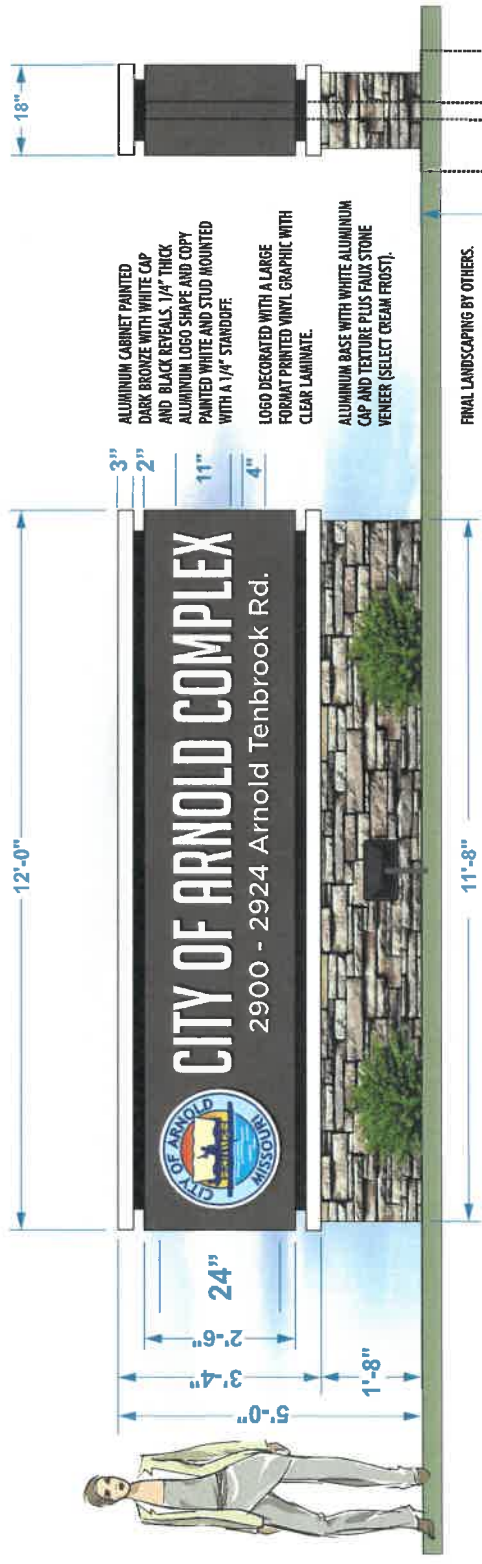 12'-0"
18"
3"
2"
11"
4"
ALUMINUM CABINET PAINTED
DARK BRONZE WITH WHITE CAP
AND BLACK REVEALS. 1/4" THICK
ALUMINUM LOGO SHAPE AND COPY
PAINTED WHITE AND STUD MOUNTED
WITH A 1/4" STANDOFF.
LOGO DECORATED WITH A LARGE
FORMAT PRINTED VINYL GRAPHIC WITH
CLEAR LAMINATE.
ALUMINUM BASE WITH WHITE ALUMINUM
CAP AND TEXTURE PLUS FAUX STONE
VENEER (SELECT CREAM FROST).
FINAL LANDSCAPING BY OTHERS.
CITY OF ARNOLD
MISSOURI
CITY OF ARNOLD COMPLEX
2900 - 2924 Arnold Tenbrook Rd.
24"
2'-6"
3'-4"
5'-0"
1'-8"
11'-8"